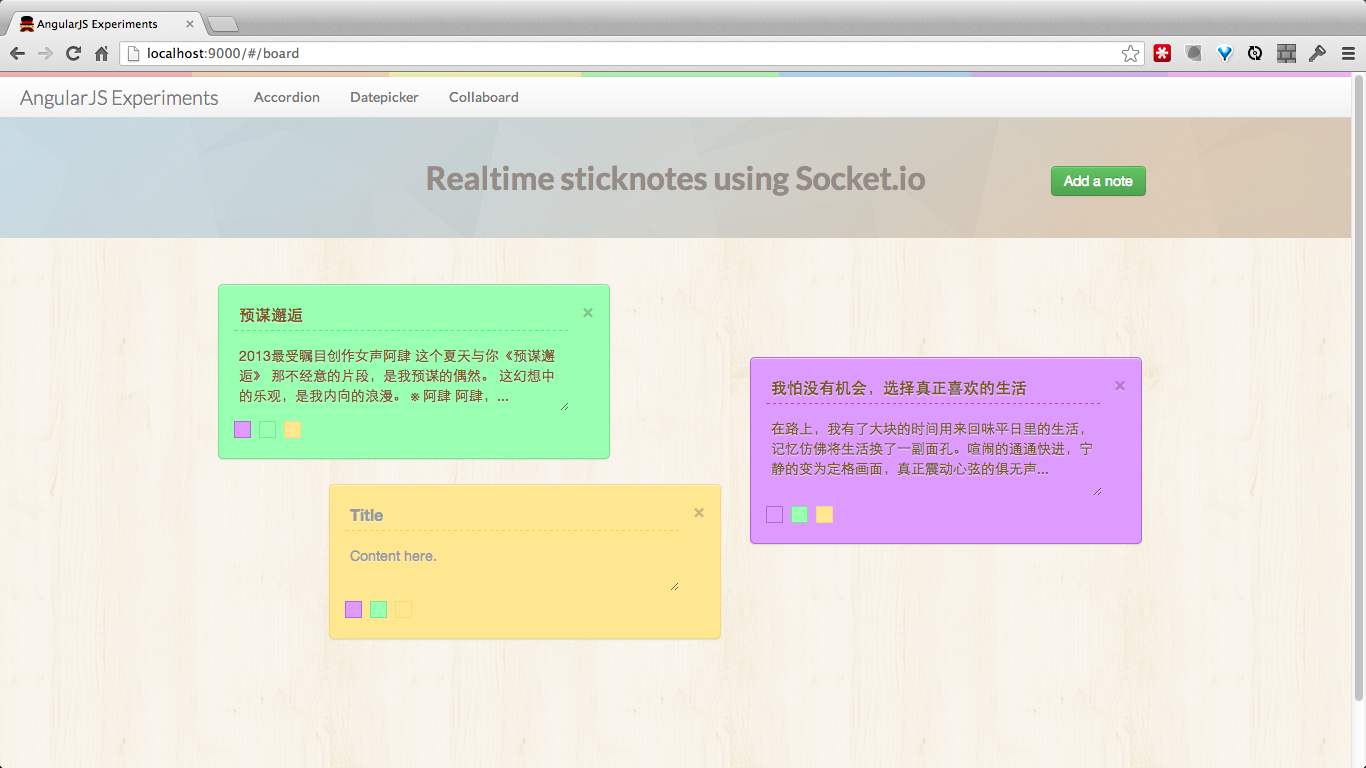 AngularJS Experiments
localhost:9000/#/board
AngularJS Experiments Accordion Datepicker Collaboard
Realtime sticknotes using Socket.io
Add a note
预谋邂逅
2013最受瞩目创作女声阿肆 这个夏天与你《预谋邂
逅》 那不经意的片段，是我预谋的偶然。 这幻想中
的乐观，是我内向的浪漫。 ※ 阿肆 阿肆，...
我怕没有机会，选择真正喜欢的生活
在路上，我有了大块的时间用来回味平日里的生活，
记忆仿佛将生活换了一副面孔。喧闹的通通快进，宁
静的变为定格画面，真正震动心弦的俱无声...
Title
Content here.